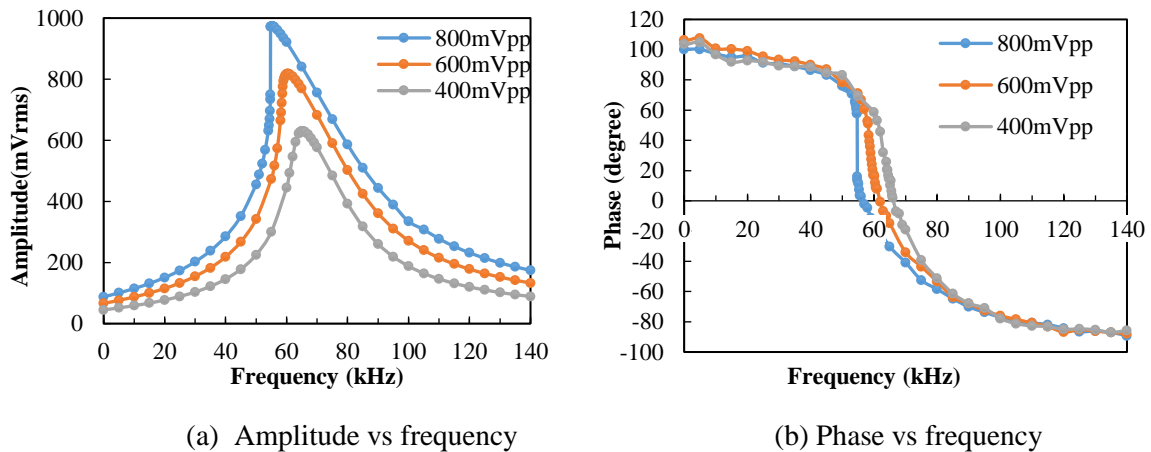 1000
800
600
400
200
0
Amplitude(mVrms)
800mVpp
600mVpp
400mVpp
0 20 40 60 80 100 120 140
Frequency (kHz)
(a) Amplitude vs frequency
120
100
80
60
40
20
0
-20
-40
-60
-80
-100
Phase (degree)
800mVpp
600mVpp
400mVpp
0 20 40 60 80 100 120 140
Frequency (kHz)
(b) Phase vs frequency